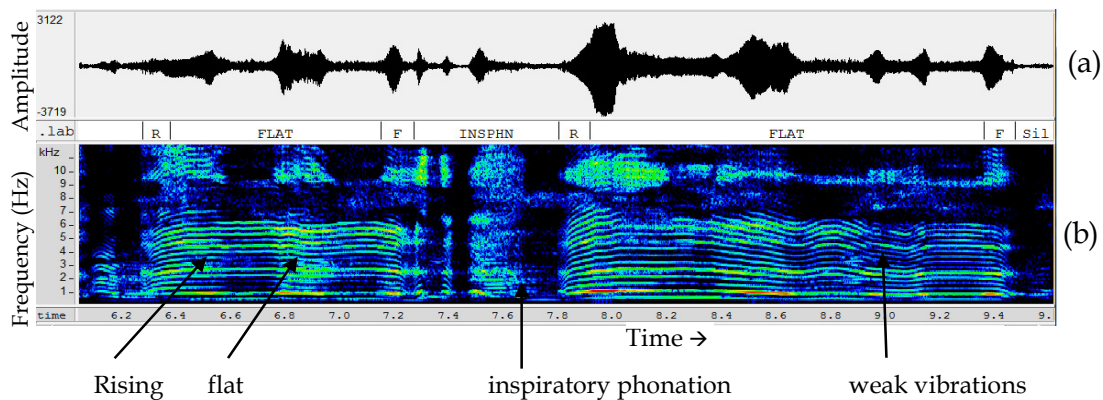 Amplitude
3122
-3719
(a)
.lab R FLAT F INSPHN R FLAT F Sil
Frequency (Hz)
kHz
10
9
8
7
6
5
4
3
2
1
(b)
time 6.2 6.4 6.6 6.8 7.0 7.2 7.4 7.6 7.8 8.0 8.2 8.4 8.6 8.8 9.0 9.2 9.4 9.
Time →
Rising flat inspiratory phonation weak vibrations